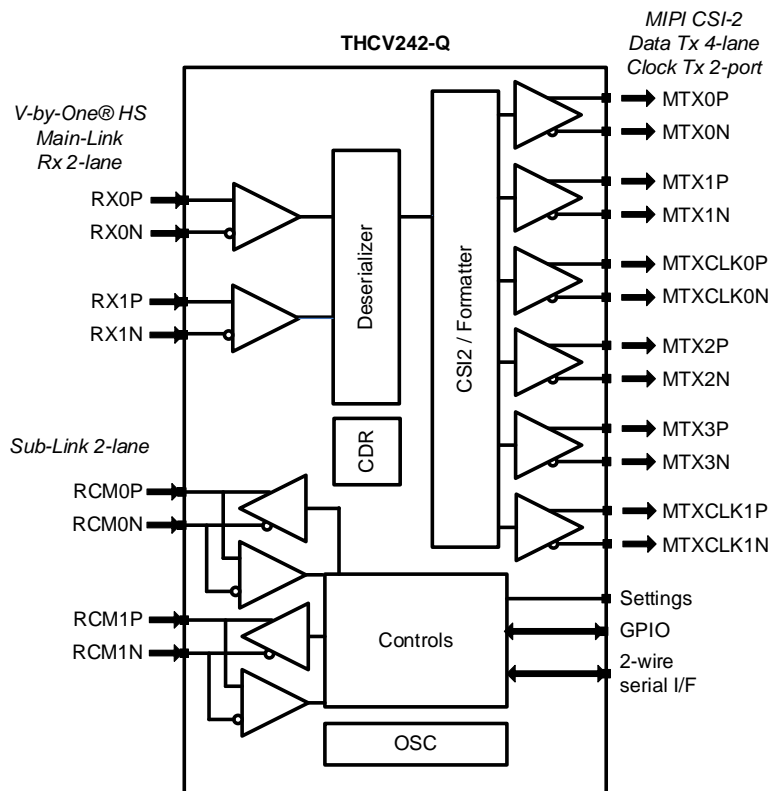 MIPI CSI-2
Data Tx 4-lane
Clock Tx 2-port
THCV242-Q
V-by-One® HS
Main-Link
Rx 2-lane
RX0P
RX0N
RX1P
RX1N
Sub-Link 2-lane
RCM0P
RCM0N
RCM1P
RCM1N
Deserializer
CDR
CSI2 / Formatter
Controls
OSC
MTX0P
MTX0N
MTX1P
MTX1N
MTXCLK0P
MTXCLK0N
MTX2P
MTX2N
MTX3P
MTX3N
MTXCLK1P
MTXCLK1N
Settings
GPIO
2-wire
serial I/F